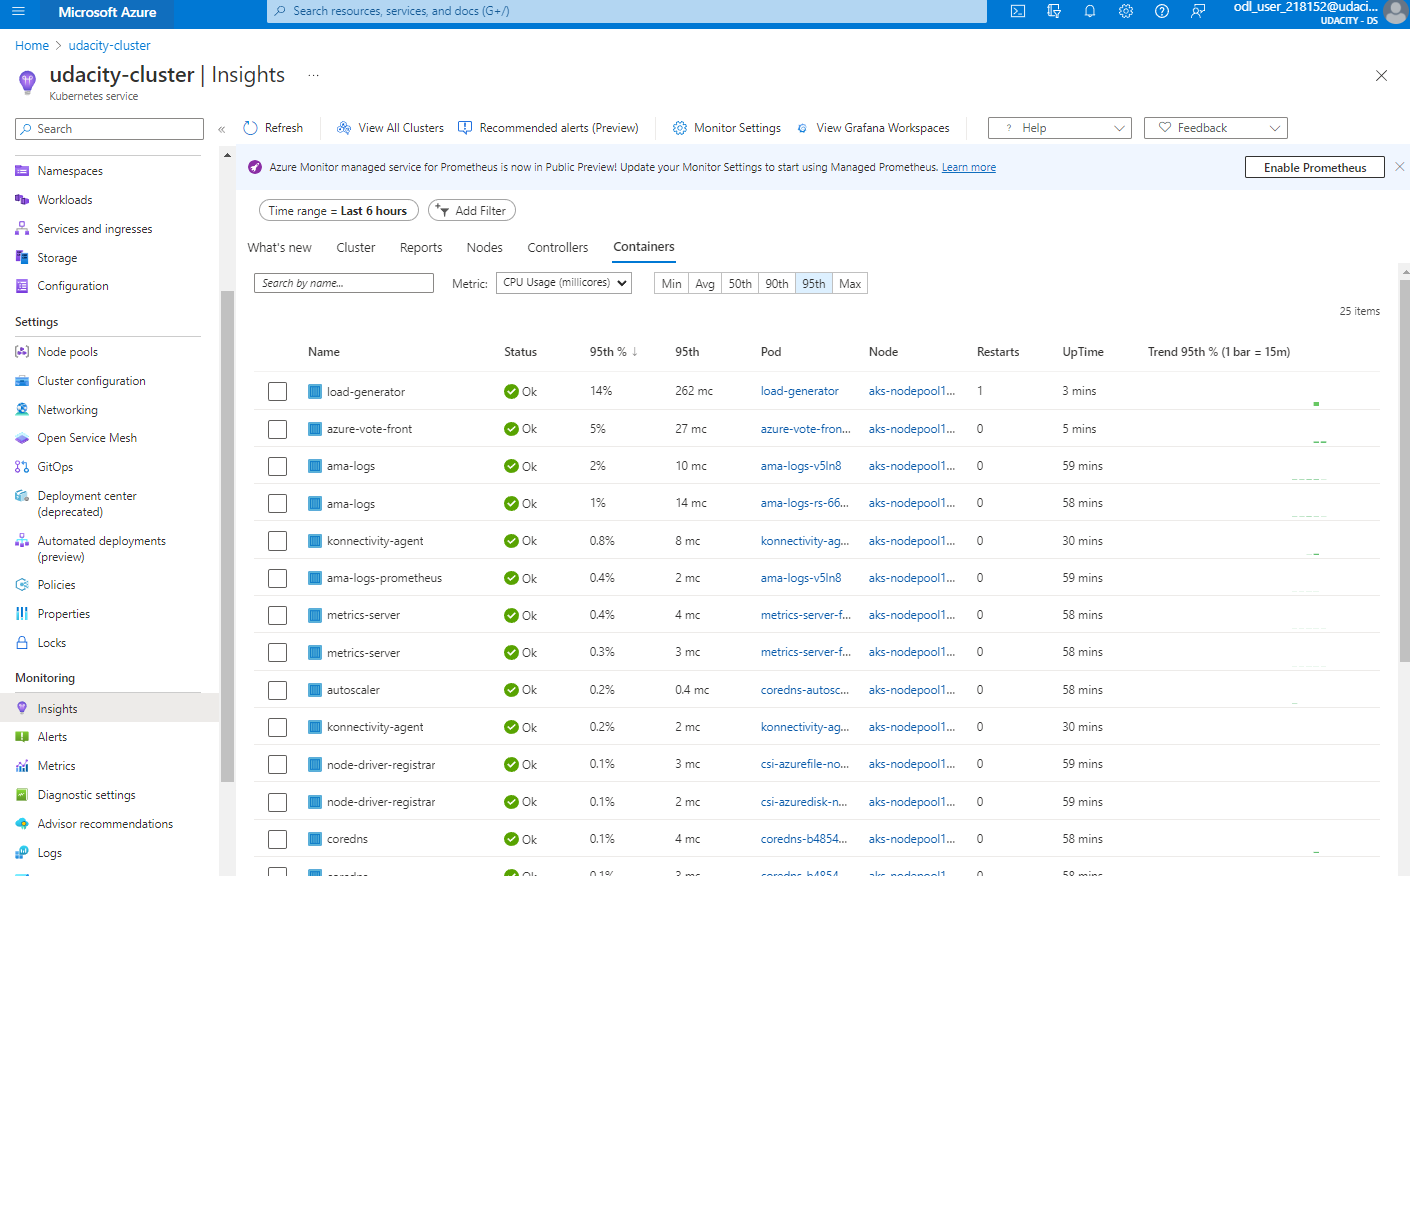 Microsoft Azure
Search resources, services, and docs (G+/)
odl_user_218152@udaci...
UDACITY - DS
Home > udacity-cluster
udacity-cluster | Insights ...
Kubernetes service
Search
«
Refresh
View All Clusters
Recommended alerts (Preview)
Monitor Settings
View Grafana Workspaces
? Help
Feedback
Namespaces
Workloads
Services and ingresses
Storage
Configuration
Settings
Node pools
Cluster configuration
Networking
Open Service Mesh
GitOps
Deployment center
(deprecated)
Automated deployments
(preview)
Policies
Properties
Locks
Monitoring
Insights
Alerts
Metrics
Diagnostic settings
Advisor recommendations
Logs
Azure Monitor managed service for Prometheus is now in Public Preview! Update your Monitor Settings to start using Managed Prometheus. Learn more
Enable Prometheus
Time range = Last 6 hours
Add Filter
What's new Cluster Reports Nodes Controllers Containers
Search by name...
Metric: CPU Usage (millicores)
Min Avg 50th 90th 95th Max
25 items
Name Status 95th % ↓ 95th Pod Node Restarts UpTime Trend 95th % (1 bar = 15m)
load-generator Ok 14% 262 mc load-generator aks-nodepool1... 1 3 mins
azure-vote-front Ok 5% 27 mc azure-vote-fron... aks-nodepool1... 0 5 mins
ama-logs Ok 2% 10 mc ama-logs-v5ln8 aks-nodepool1... 0 59 mins
ama-logs Ok 1% 14 mc ama-logs-rs-66... aks-nodepool1... 0 58 mins
konnectivity-agent Ok 0.8% 8 mc konnectivity-ag... aks-nodepool1... 0 30 mins
ama-logs-prometheus Ok 0.4% 2 mc ama-logs-v5ln8 aks-nodepool1... 0 59 mins
metrics-server Ok 0.4% 4 mc metrics-server-f... aks-nodepool1... 0 58 mins
metrics-server Ok 0.3% 3 mc metrics-server-f... aks-nodepool1... 0 58 mins
autoscaler Ok 0.2% 0.4 mc coredns-autosc... aks-nodepool1... 0 58 mins
konnectivity-agent Ok 0.2% 2 mc konnectivity-ag... aks-nodepool1... 0 30 mins
node-driver-registrar Ok 0.1% 3 mc csi-azurefile-no... aks-nodepool1... 0 59 mins
node-driver-registrar Ok 0.1% 2 mc csi-azuredisk-n... aks-nodepool1... 0 59 mins
coredns Ok 0.1% 4 mc coredns-b4854... aks-nodepool1... 0 58 mins
coredns Ok 0.1% 3 mc coredns-b4854 aks-nodepool1... 0 58 mins